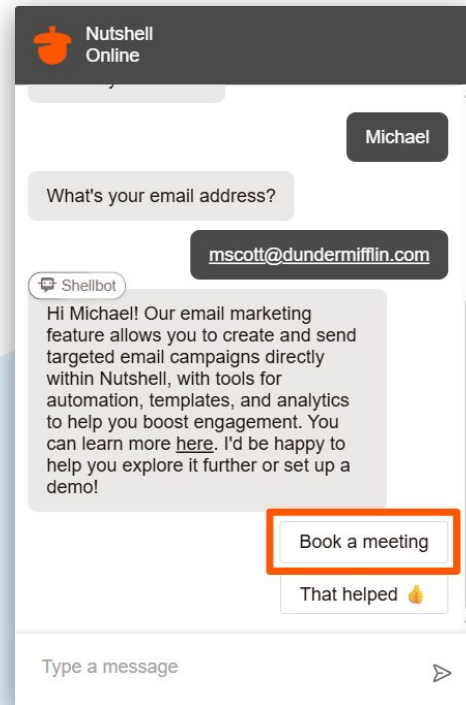 Nutshell
Online
Michael
What's your email address?
mscott@dundermifflin.com
Shellbot
Hi Michael! Our email marketing
feature allows you to create and send
targeted email campaigns directly
within Nutshell, with tools for
automation, templates, and analytics
to help you boost engagement. You
can learn more here. I'd be happy to
help you explore it further or set up a
demo!
Book a meeting
That helped 👍
Type a message